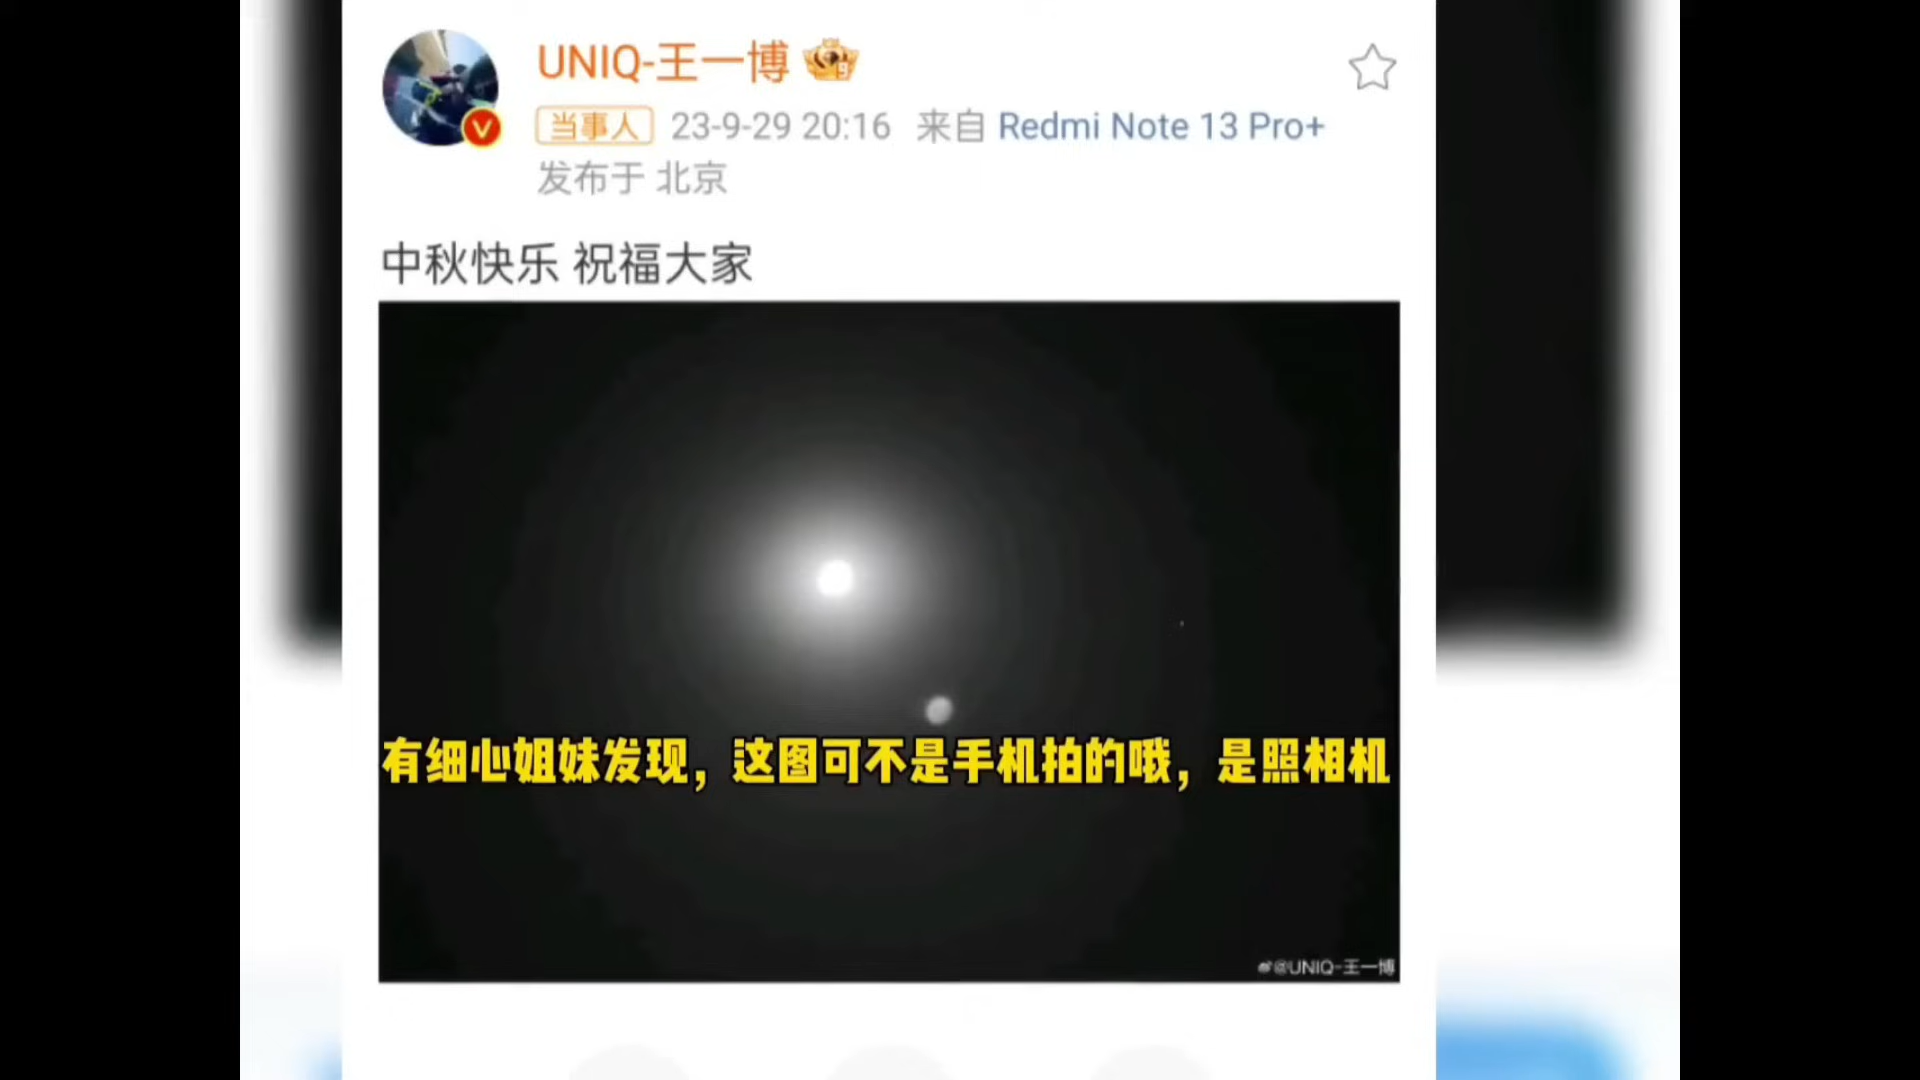 UNIQ-王一博
当事人 23-9-29 20:16 来自 Redmi Note 13 Pro+
发布于 北京
中秋快乐 祝福大家
有细心姐妹发现，这图可不是手机拍的哦，是照相机
@UNIQ-王一博